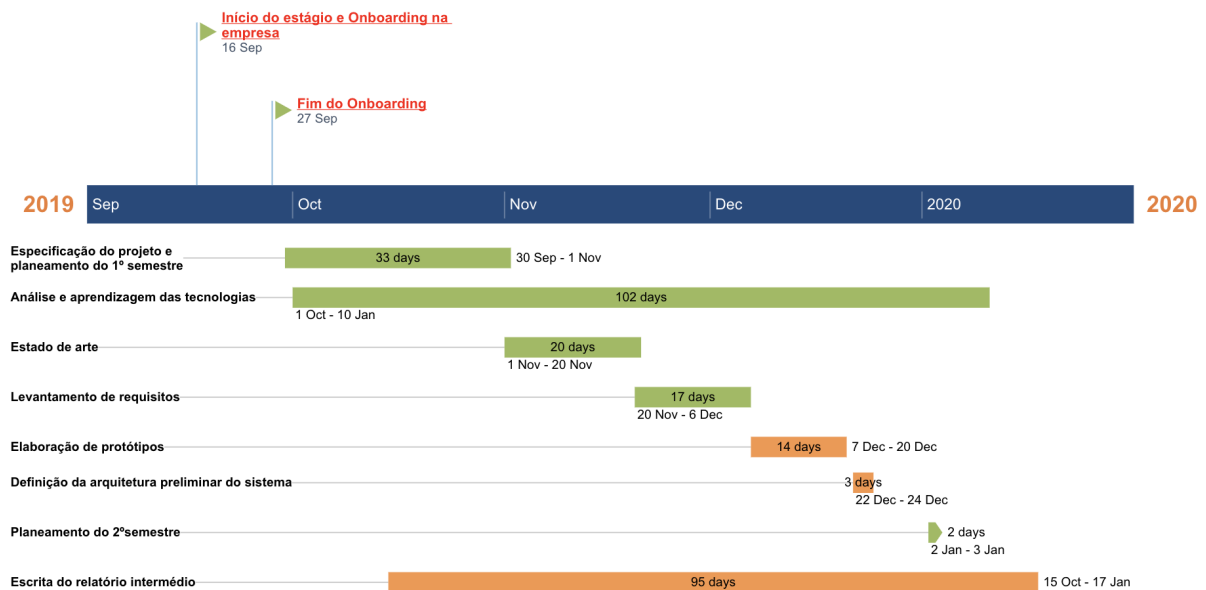 Início do estágio e Onboarding na
empresa
16 Sep
Fim do Onboarding
27 Sep
2019
Sep
Oct
Nov
Dec
2020
2020
Especificação do projeto e
planeamento do 1º semestre
33 days
30 Sep - 1 Nov
Análise e aprendizagem das tecnologias
102 days
1 Oct - 10 Jan
Estado de arte
20 days
1 Nov - 20 Nov
Levantamento de requisitos
17 days
20 Nov - 6 Dec
Elaboração de protótipos
14 days
7 Dec - 20 Dec
Definição da arquitetura preliminar do sistema
3 days
22 Dec - 24 Dec
Planeamento do 2ºsemestre
2 days
2 Jan - 3 Jan
Escrita do relatório intermédio
95 days
15 Oct - 17 Jan